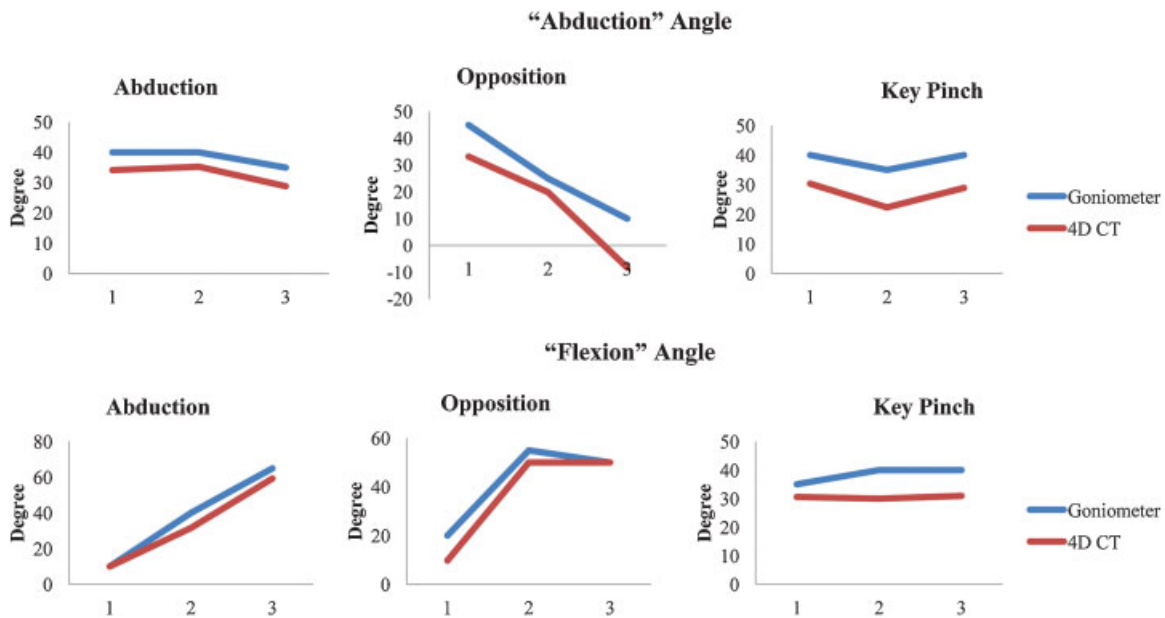 “Abduction” Angle
Abduction
Opposition
Key Pinch
Degree
50
40
30
20
10
0
1 2 3
Degree
50
40
30
20
10
0
-10
-20
1 2 3
Degree
50
40
30
20
10
0
1 2 3
Goniometer
4D CT
“Flexion” Angle
Abduction
Opposition
Key Pinch
Degree
80
60
40
20
0
1 2 3
Degree
60
40
20
0
1 2 3
Degree
50
40
30
20
10
0
1 2 3
Goniometer
4D CT